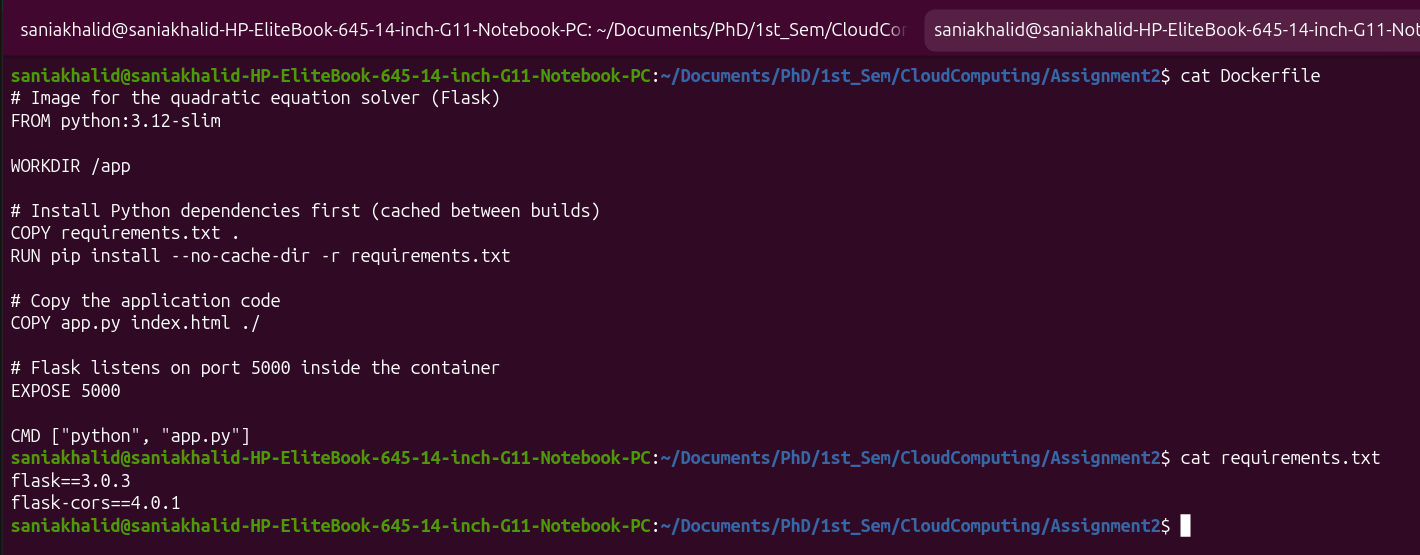 saniakhalid@saniakhalid-HP-EliteBook-645-14-inch-G11-Notebook-PC: ~/Documents/PhD/1st_Sem/CloudCor
saniakhalid@saniakhalid-HP-EliteBook-645-14-inch-G11-Not
saniakhalid@saniakhalid-HP-EliteBook-645-14-inch-G11-Notebook-PC:~/Documents/PhD/1st_Sem/CloudComputing/Assignment2$ cat Dockerfile
# Image for the quadratic equation solver (Flask)
FROM python:3.12-slim
WORKDIR /app
# Install Python dependencies first (cached between builds)
COPY requirements.txt .
RUN pip install --no-cache-dir -r requirements.txt
# Copy the application code
COPY app.py index.html ./
# Flask listens on port 5000 inside the container
EXPOSE 5000
CMD ["python", "app.py"]
saniakhalid@saniakhalid-HP-EliteBook-645-14-inch-G11-Notebook-PC:~/Documents/PhD/1st_Sem/CloudComputing/Assignment2$ cat requirements.txt
flask==3.0.3
flask-cors==4.0.1
saniakhalid@saniakhalid-HP-EliteBook-645-14-inch-G11-Notebook-PC:~/Documents/PhD/1st_Sem/CloudComputing/Assignment2$